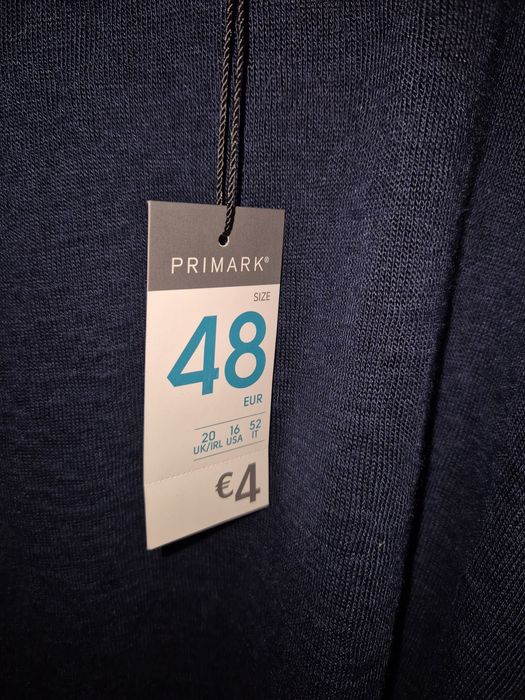 PRIMARK®
SIZE
48
EUR
20 16 52
UK/IRL USA IT
€4